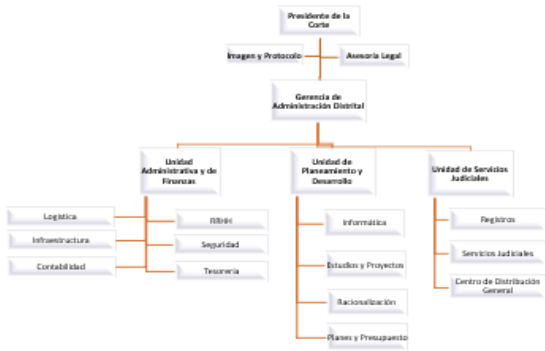 Presidente de la
Corte
Imagen y Protocolo
Asesoria Legal
Gerencia de
Administración Distrital
Unidad
Administrativa y de
Finanzas
Unidad de
Planeamiento y
Desarrollo
Unidad de Servicios
Judiciales
Logística
RRHH
Infraestructura
Seguridad
Contabilidad
Tesorería
Informática
Estudios y Proyectos
Racionalización
Planes y Presupuesto
Registros
Servicios Judiciales
Centro de Distribución
General